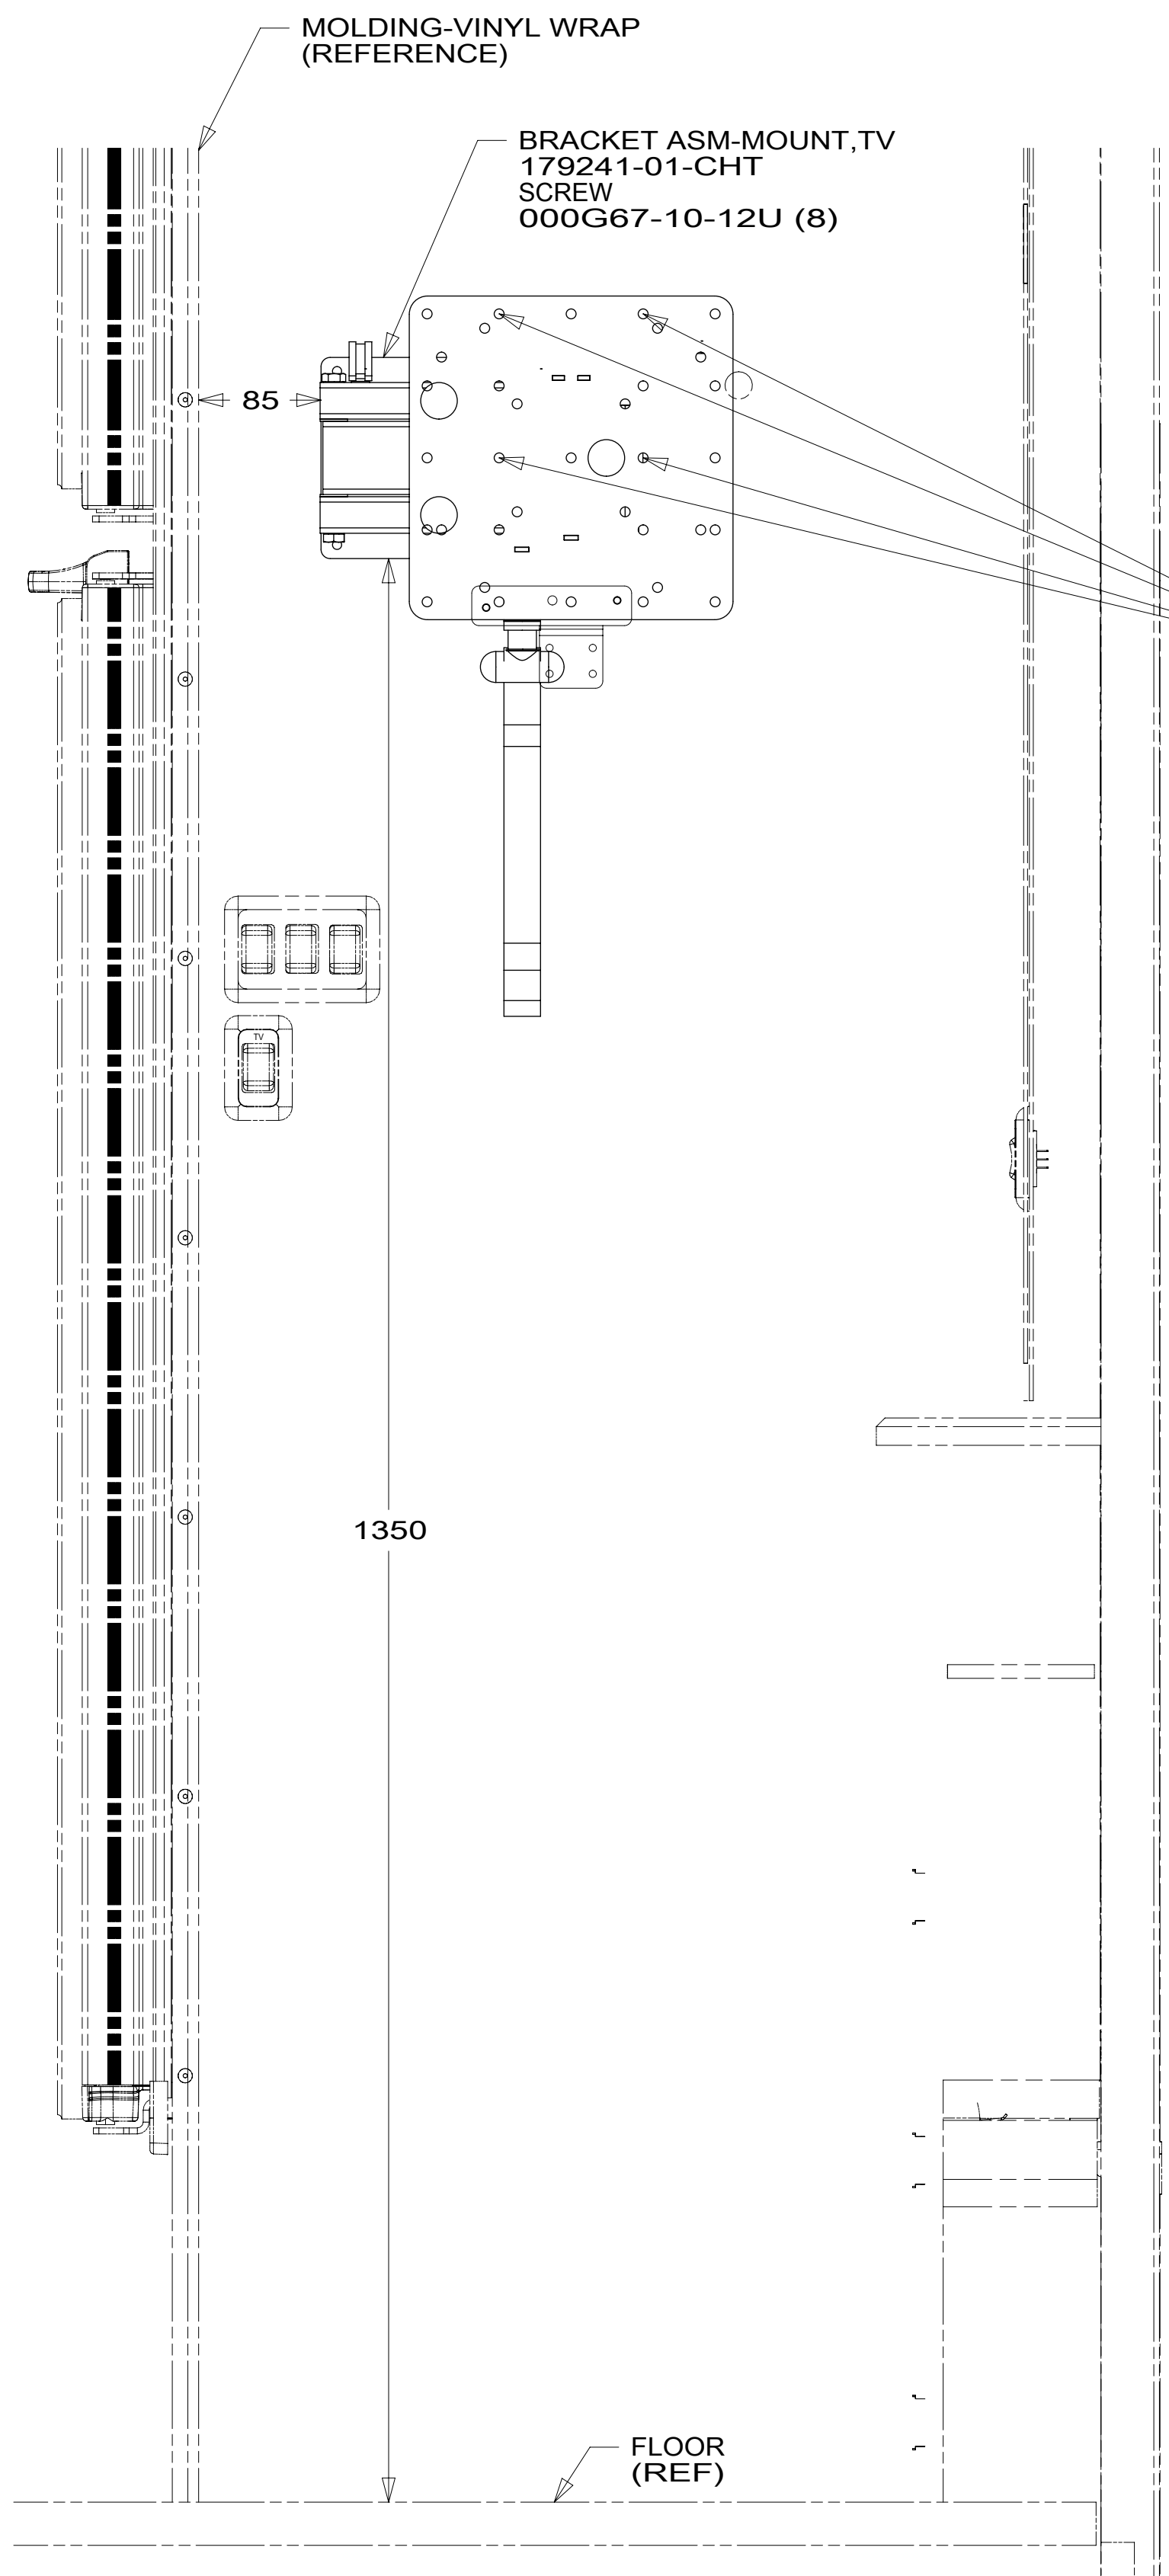 MOLDING-VINYL WRAP
(REFERENCE)
BRACKET ASM-MOUNT,TV
179241-01-CHT
SCREW
000G67-10-12U (8)
85
TV
1350
FLOOR
(REF)